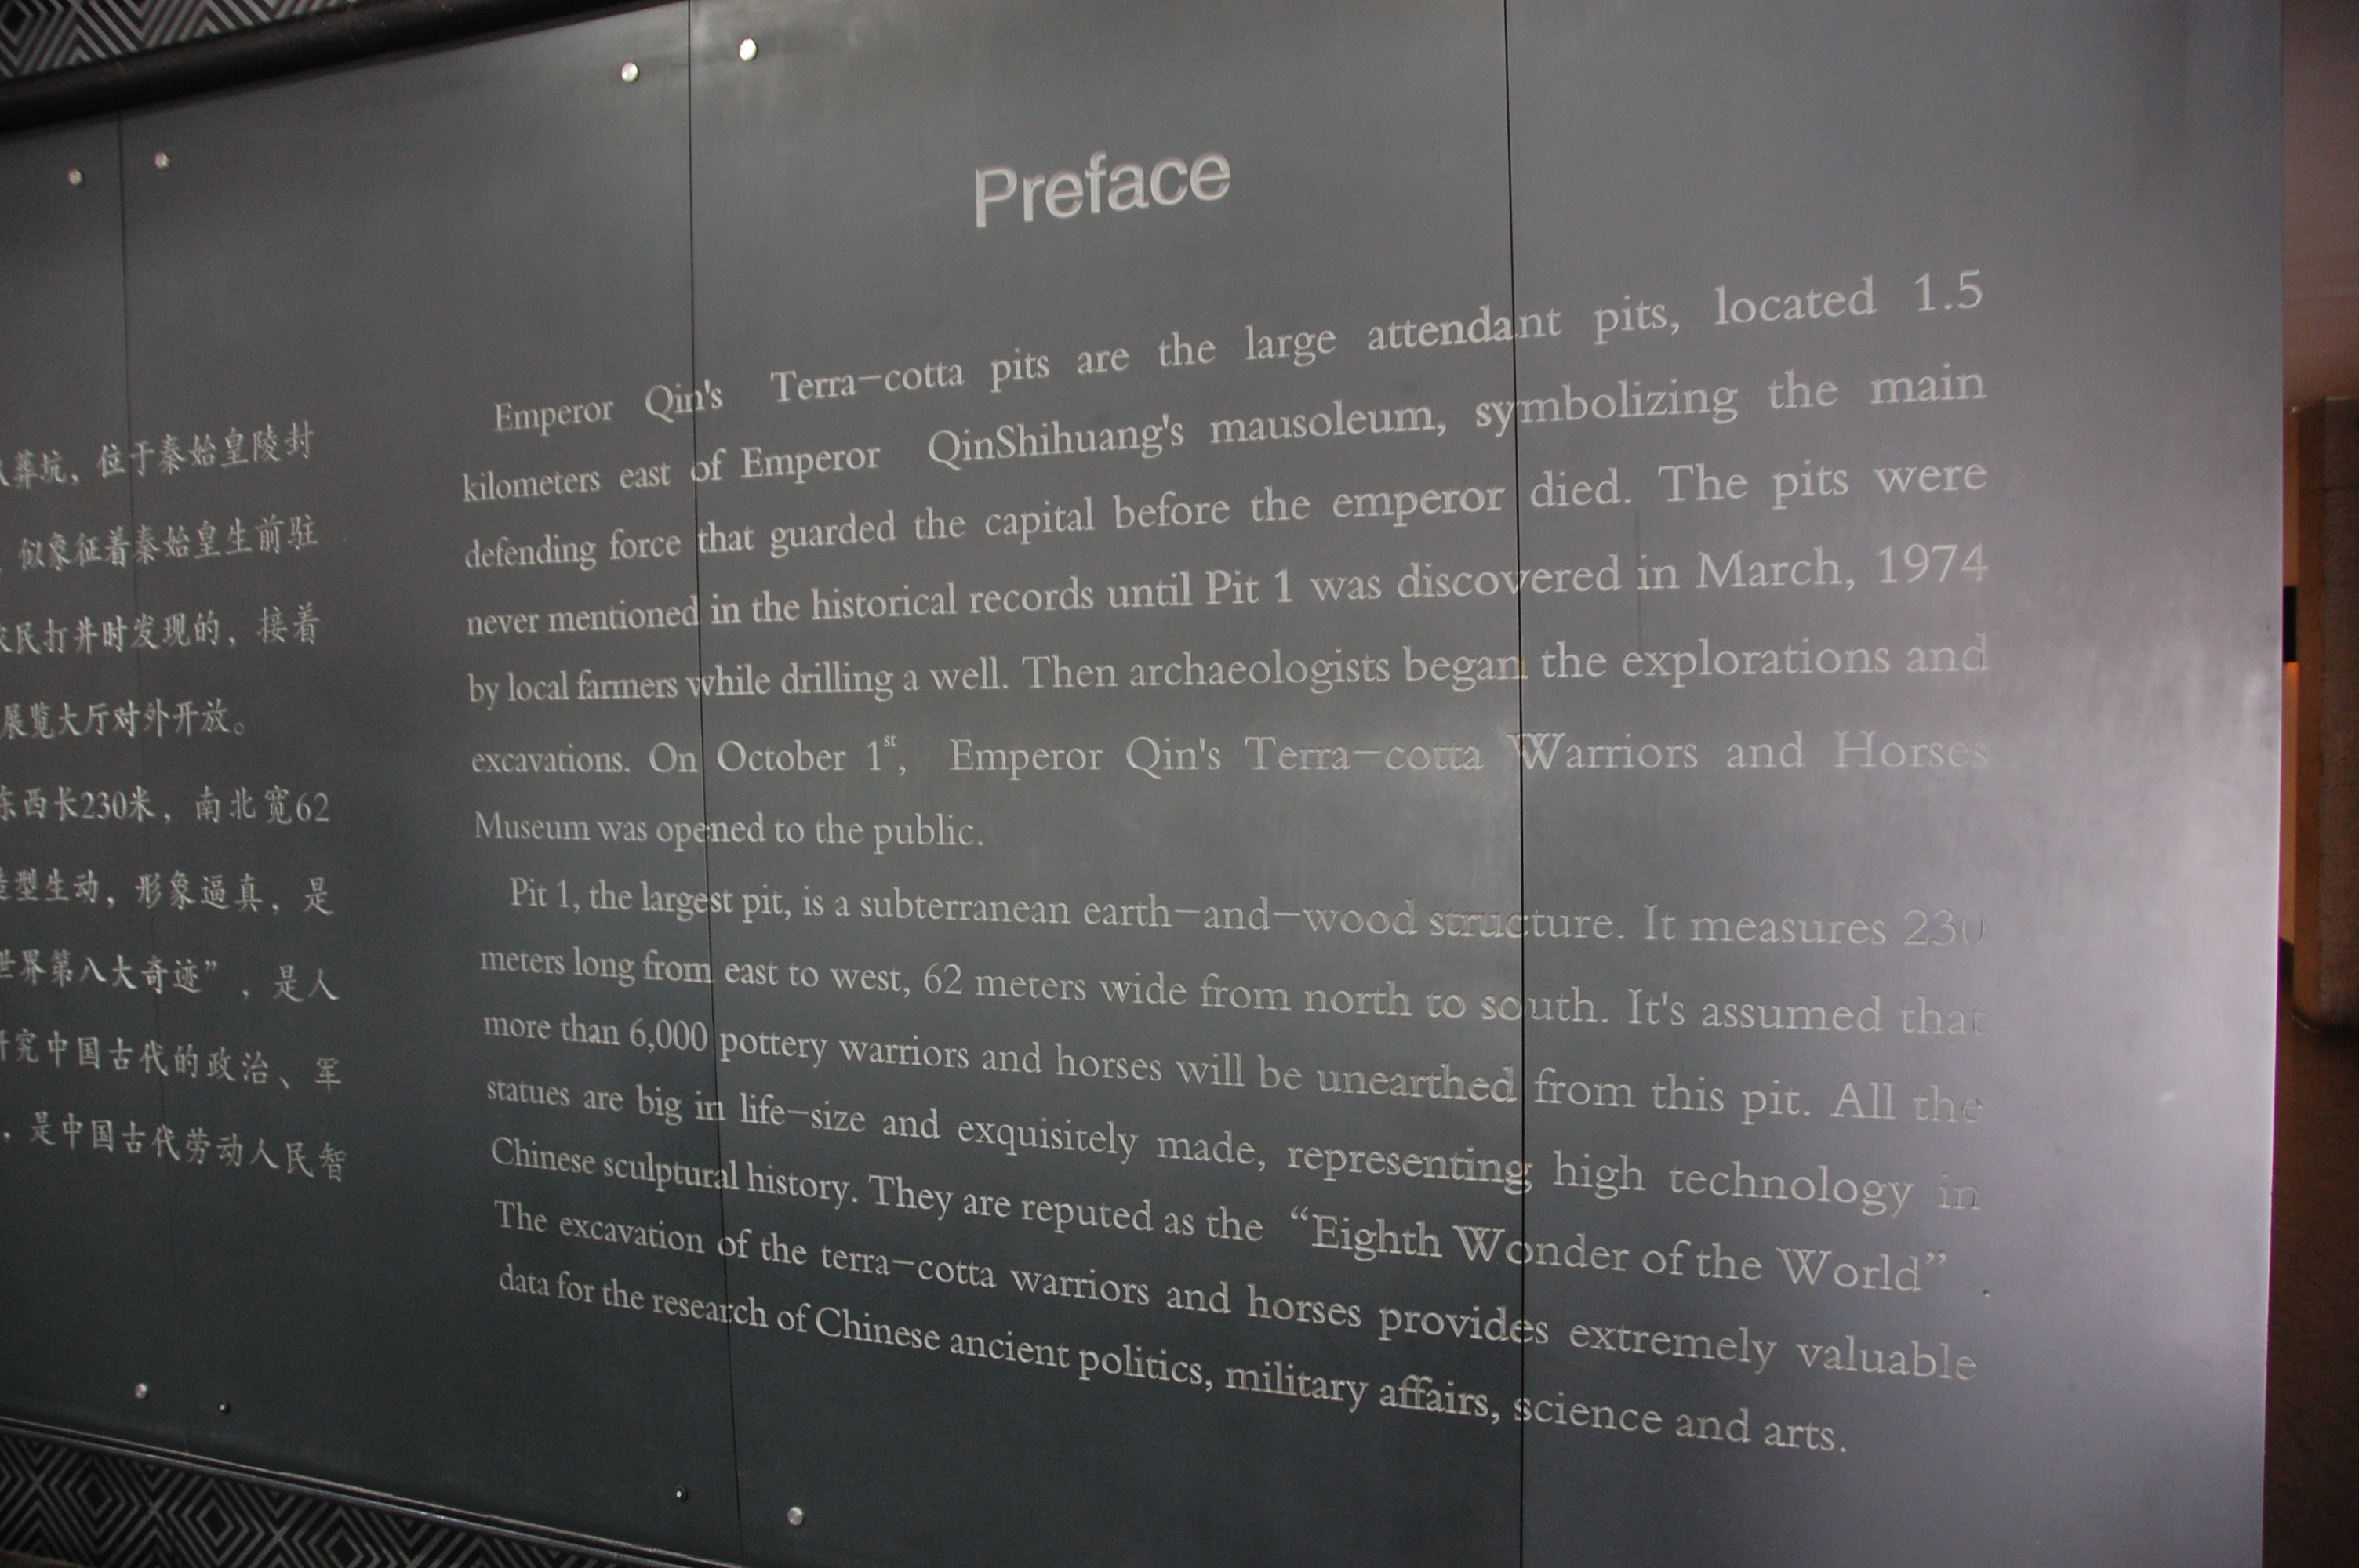 葬坑，位于秦始皇陵封
似象征着秦始皇生前驻
民打井时发现的，接着
展览大厅对外开放。
东西长230米，南北宽62
型生动，形象逼真，是
世界第八大奇迹”，是人
究中国古代的政治、军
，是中国古代劳动人民智
Preface
Emperor Qin's Terra-cotta pits are the large attendant pits, located 1.5
kilometers east of Emperor QinShihuang's mausoleum, symbolizing the main
defending force that guarded the capital before the emperor died. The pits were
never mentioned in the historical records until Pit 1 was discovered in March, 1974
by local farmers while drilling a well. Then archaeologists began the explorations and
excavations. On October 1st, Emperor Qin's Terra-cotta Warriors and Horses
Museum was opened to the public.
Pit 1, the largest pit, is a subterranean earth-and-wood structure. It measures 230
meters long from east to west, 62 meters wide from north to south. It's assumed that
more than 6,000 pottery warriors and horses will be unearthed from this pit. All the
statues are big in life-size and exquisitely made, representing high technology in
Chinese sculptural history. They are reputed as the “Eighth Wonder of the World” .
The excavation of the terra-cotta warriors and horses provides extremely valuable
data for the research of Chinese ancient politics, military affairs, science and arts.